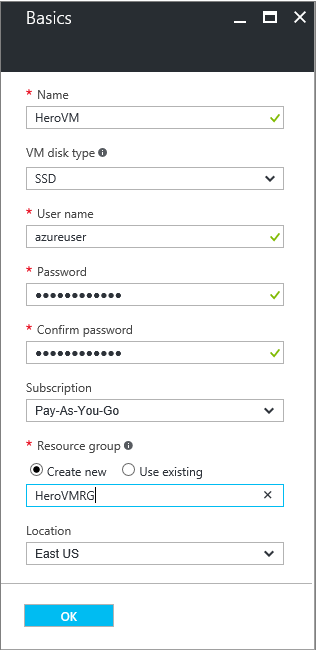 Basics
* Name
HeroVM
VM disk type
SSD
* User name
azureuser
* Password
●●●●●●●●●●●●
* Confirm password
●●●●●●●●●●●●
Subscription
Pay-As-You-Go
* Resource group
Create new Use existing
HeroVMRG
Location
East US
OK